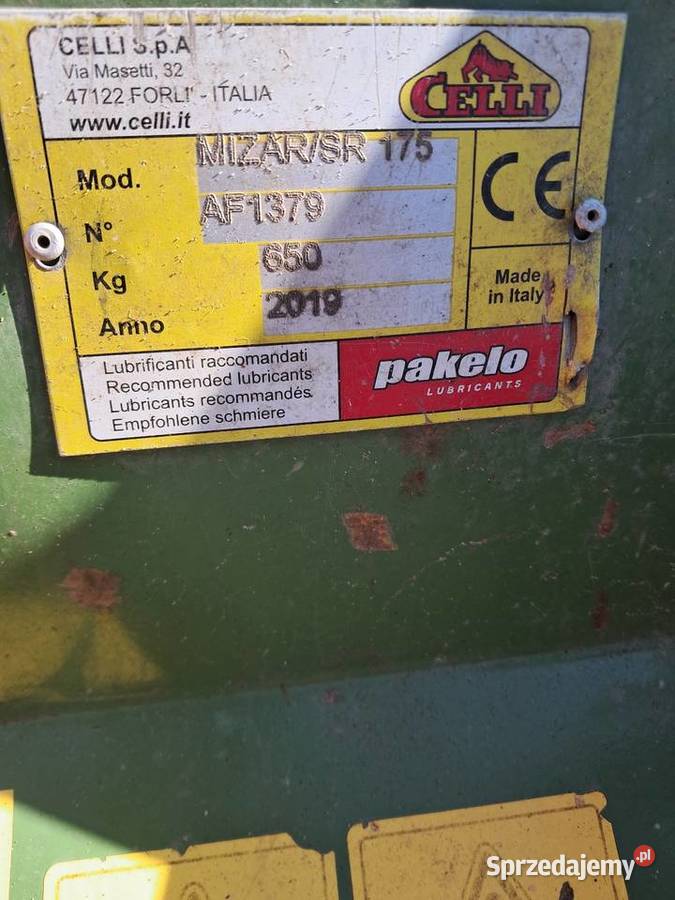 CELLI S.p.A
Via Masetti, 32
47122 FORLI' - ITALIA
www.celli.it
CELLI
Mod. MIZAR/SR 175
N° AF1379
Kg 650
Anno 2019
CE
Made
in Italy
Lubrificanti raccomandati
Recommended lubricants
Lubricants recommandés
Empfohlene schmiere
pakelo
LUBRICANTS
Sprzedajemy.pl